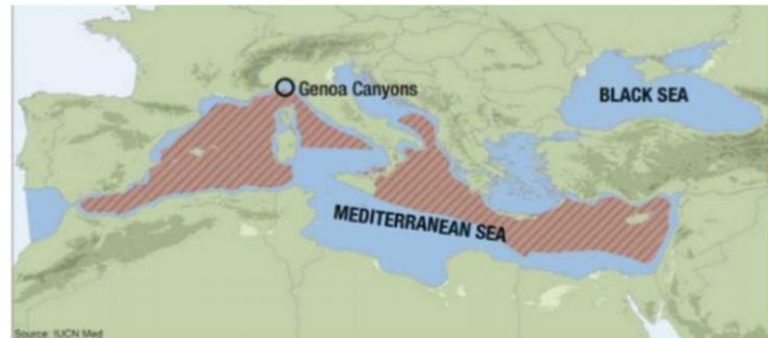 Genoa Canyons
BLACK SEA
MEDITERRANEAN SEA
Source: IUCN Med